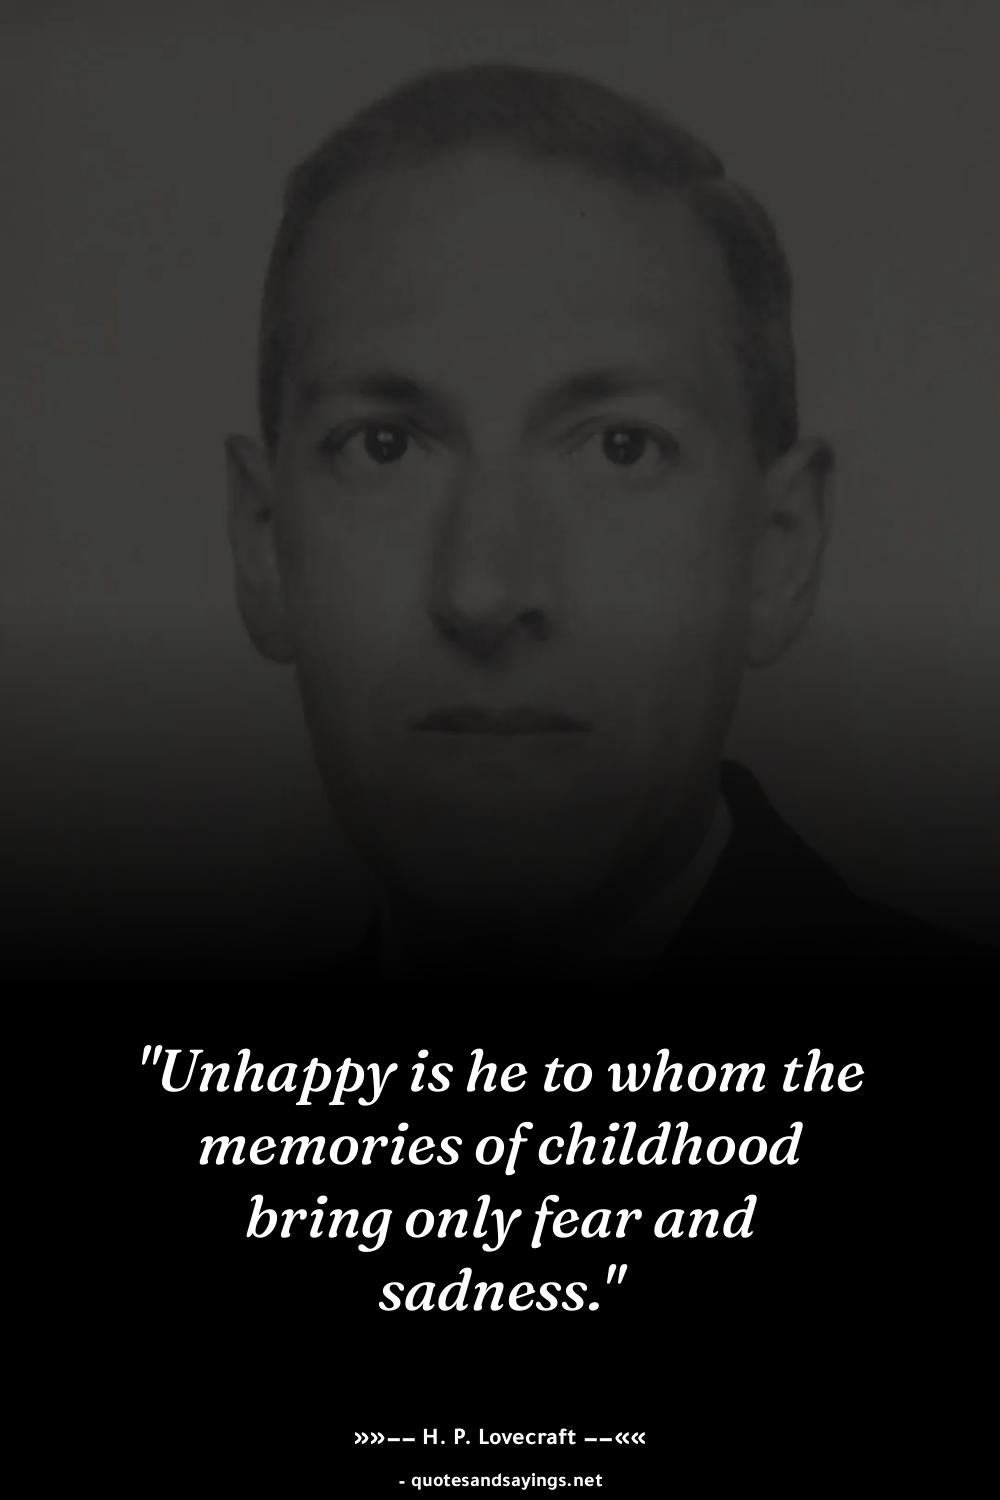 "Unhappy is he to whom the
memories of childhood
bring only fear and
sadness."
»»–– H. P. Lovecraft ––««
- quotesandsayings.net